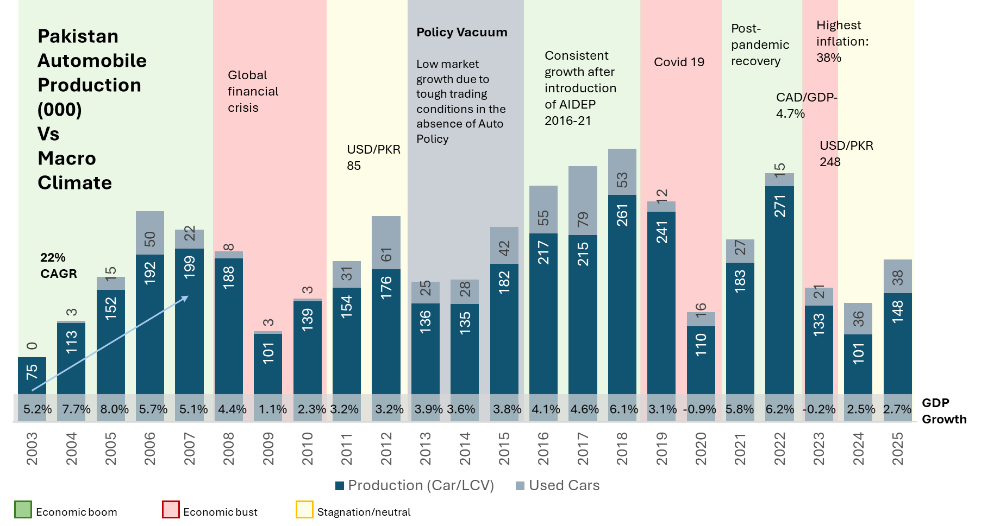 Pakistan
Automobile
Production
(000)
Vs
Macro
Climate
22%
CAGR
Global
financial
crisis
USD/PKR
85
Policy Vacuum
Low market
growth due to
tough trading
conditions in the
absence of Auto
Policy
Consistent
growth after
introduction
of AIDEP
2016-21
Covid 19
Post-
pandemic
recovery
Highest
inflation:
38%
CAD/GDP-
4.7%
USD/PKR
248
0 3 15 50 22 8 3 3 31 61 25 28 42 55 79 53 12 16 27 15 21 36 38
75 113 152 192 199 188 101 139 154 176 136 135 182 217 215 261 241 110 183 271 133 101 148
5.2% 7.7% 8.0% 5.7% 5.1% 4.4% 1.1% 2.3% 3.2% 3.2% 3.9% 3.6% 3.8% 4.1% 4.6% 6.1% 3.1% -0.9% 5.8% 6.2% -0.2% 2.5% 2.7%
GDP
Growth
2003 2004 2005 2006 2007 2008 2009 2010 2011 2012 2013 2014 2015 2016 2017 2018 2019 2020 2021 2022 2023 2024 2025
Production (Car/LCV) Used Cars
Economic boom Economic bust Stagnation/neutral